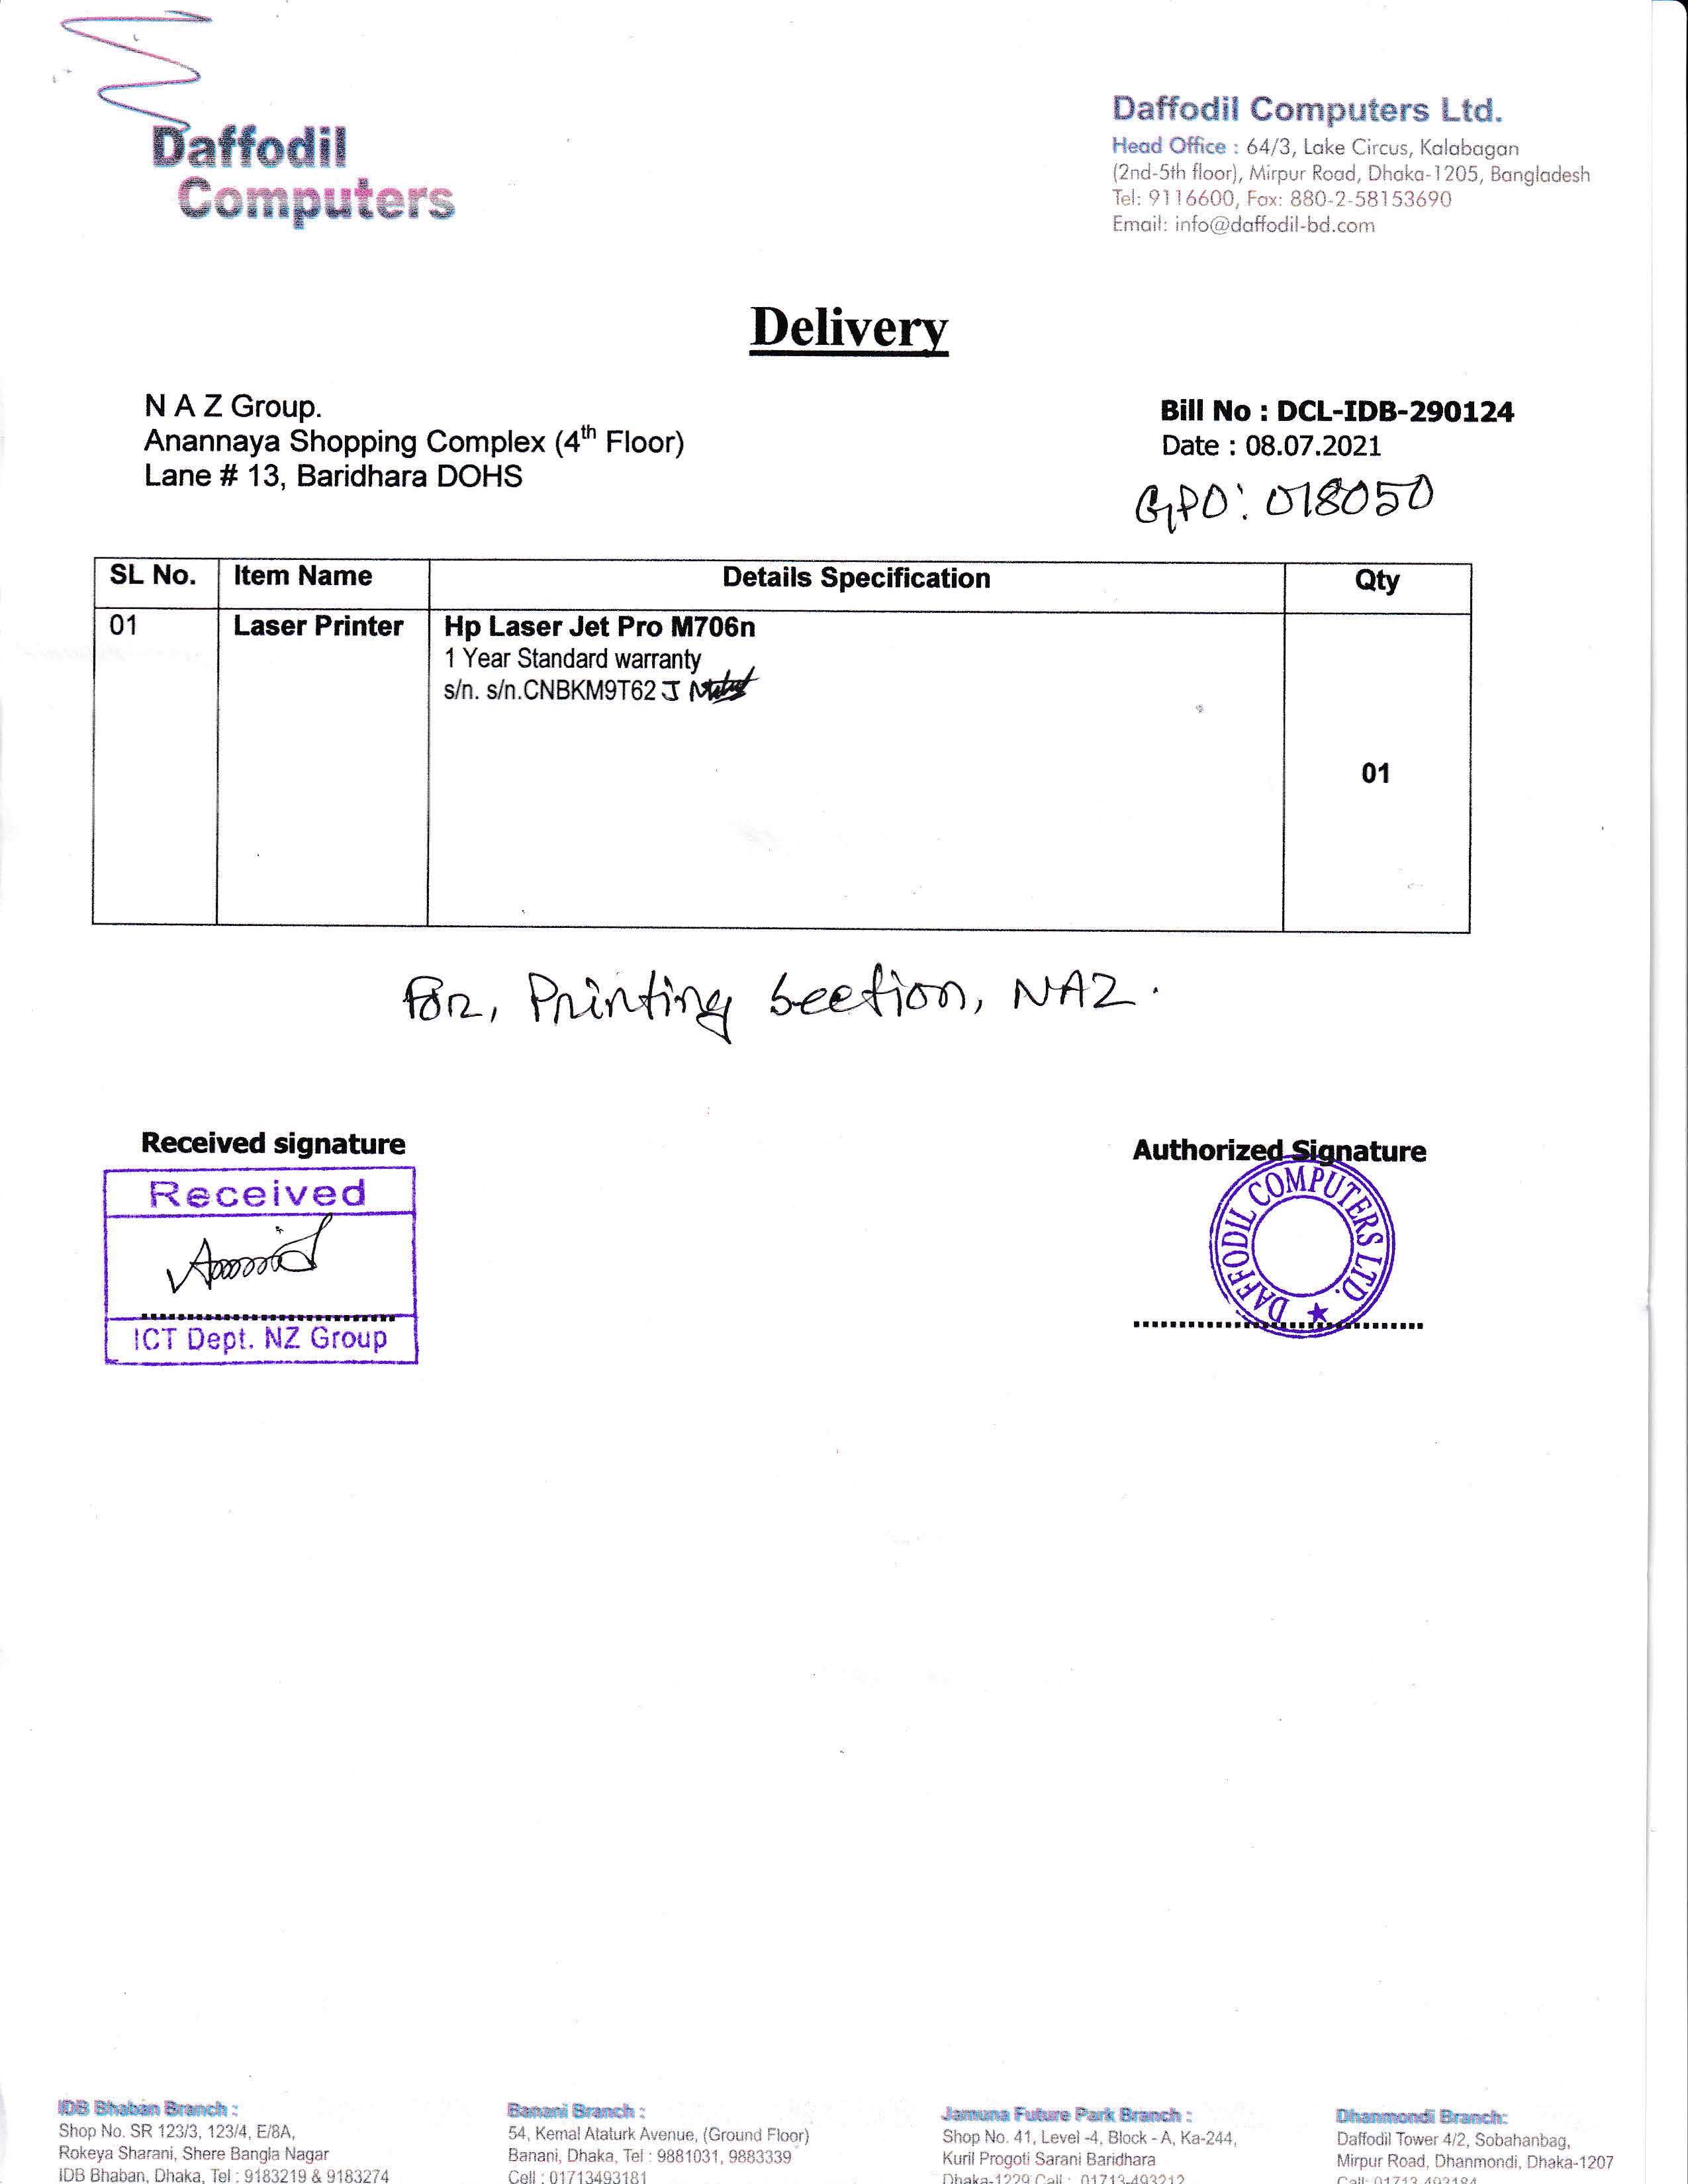 Daffodil
Computers
Daffodil Computers Ltd.
Head Office : 64/3, Lake Circus, Kalabagan
(2nd-5th floor), Mirpur Road, Dhaka-1205, Bangladesh
Tel: 9116600, Fax: 880-2-58153690
Email: info@daffodil-bd.com
Delivery
N A Z Group.
Anannaya Shopping Complex (4th Floor)
Lane # 13, Baridhara DOHS
Bill No : DCL-IDB-290124
Date : 08.07.2021
GPO: 018050
SL No. Item Name Details Specification Qty
01 Laser Printer Hp Laser Jet Pro M706n
1 Year Standard warranty
s/n. s/n.CNBKM9T62 J
01
For, Printing Section, NAZ.
Received signature
Authorized Signature
Received
ICT Dept. NZ Group
DAFFODIL COMPUTERS LTD.
IDB Bhaban Branch :
Shop No. SR 123/3, 123/4, E/8A,
Rokeya Sharani, Shere Bangla Nagar
IDB Bhaban, Dhaka, Tel : 9183219 & 9183274
Banani Branch :
54, Kemal Ataturk Avenue, (Ground Floor)
Banani, Dhaka, Tel : 9881031, 9883339
Cell : 01713493181
Jamuna Future Park Branch :
Shop No. 41, Level -4, Block - A, Ka-244,
Kuril Progoti Sarani Baridhara
Dhaka-1229 Call : 01713-493212
Dhanmondi Branch:
Daffodil Tower 4/2, Sobahanbag,
Mirpur Road, Dhanmondi, Dhaka-1207
Call: 01713-493184